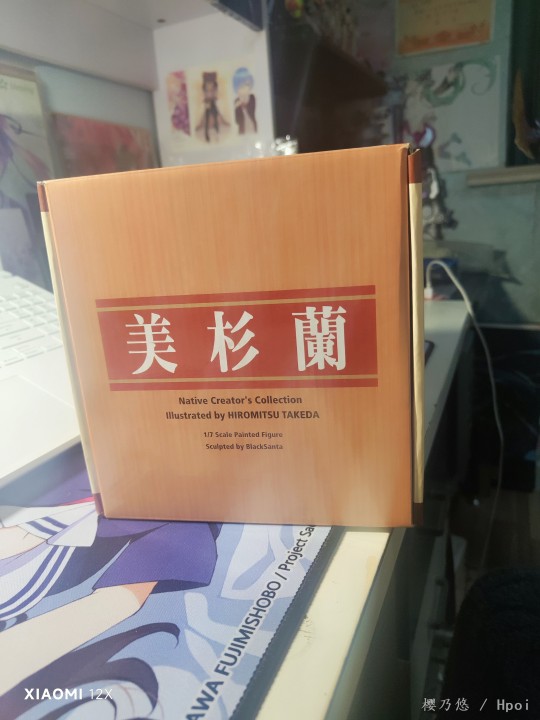 美杉蘭
Native Creator's Collection
Illustrated by HIROMITSU TAKEDA
1/7 Scale Painted Figure
Sculpted by BlackSanta
AWA FUJIMISHOBO / Project Sa
XIAOMI 12X
樱乃悠 / Hpoi